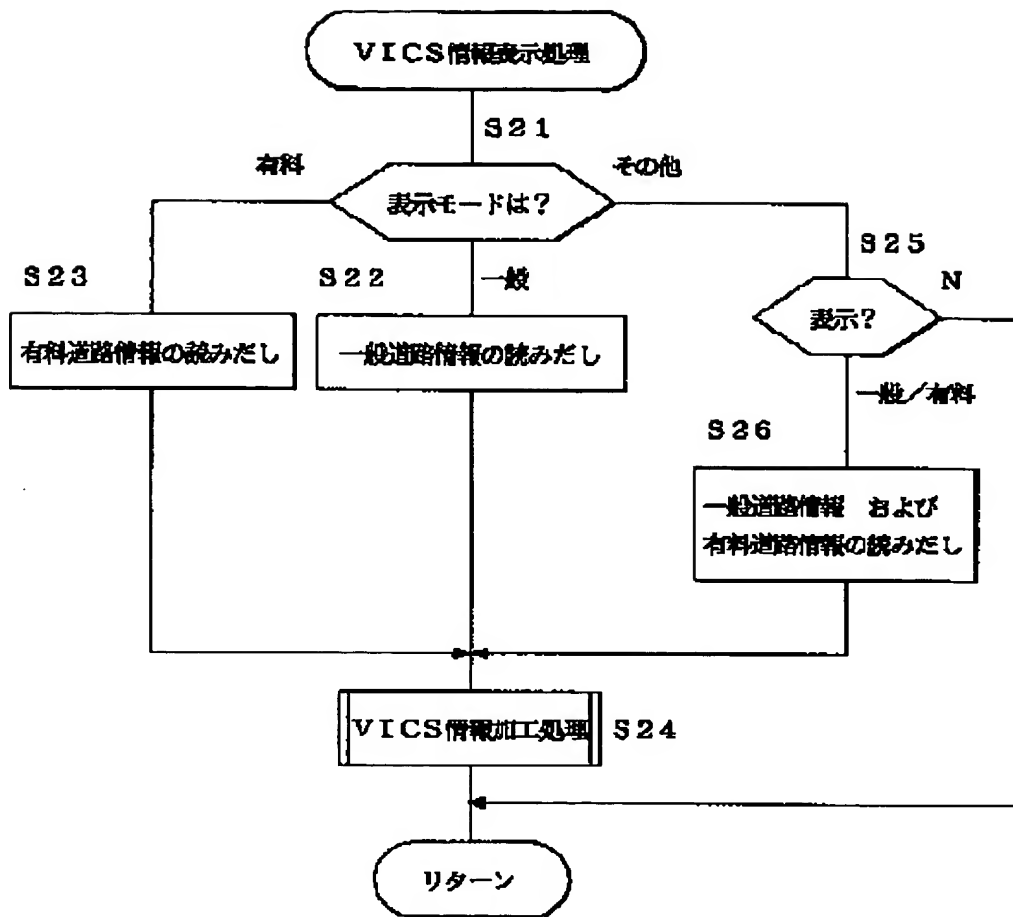 VICS情報表示処理
S21
有料
その他
表示モードは?
S25
S23
S22
一般
N
有料道路情報の読みだし
一般道路情報の読みだし
表示?
一般/有料
S26
一般道路情報 および
有料道路情報の読みだし
VICS情報加工処理
S24
リターン